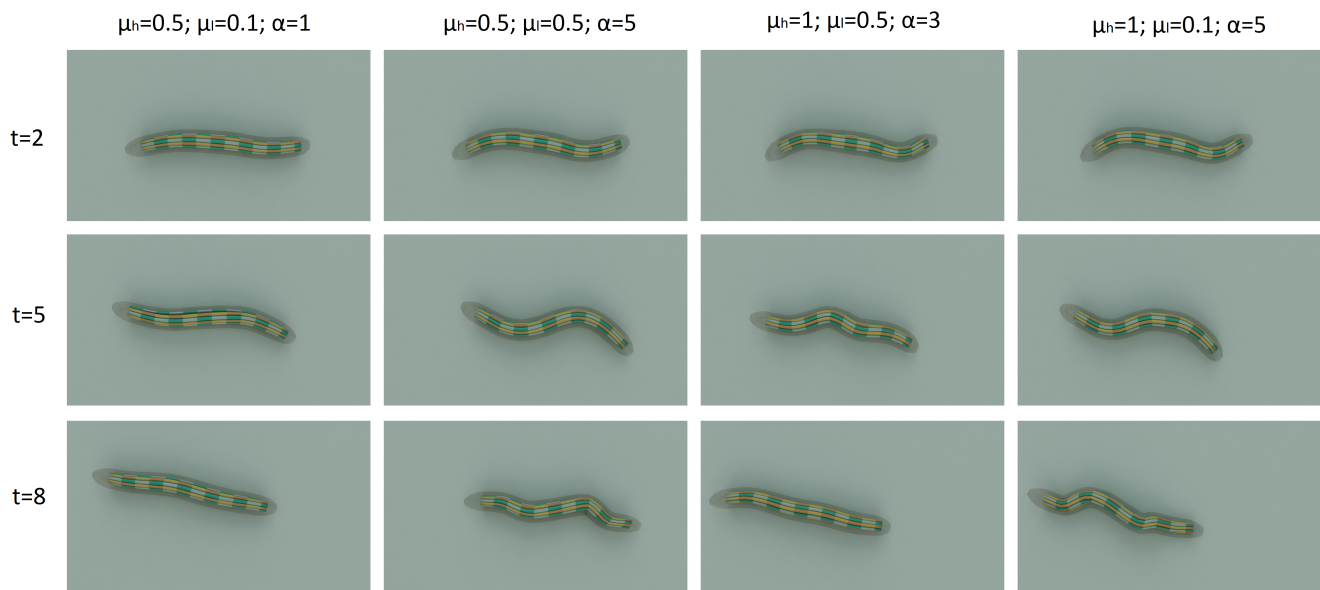 μₕ=0.5; μₗ=0.1; α=1 μₕ=0.5; μₗ=0.5; α=5 μₕ=1; μₗ=0.5; α=3 μₕ=1; μₗ=0.1; α=5
t=2
t=5
t=8